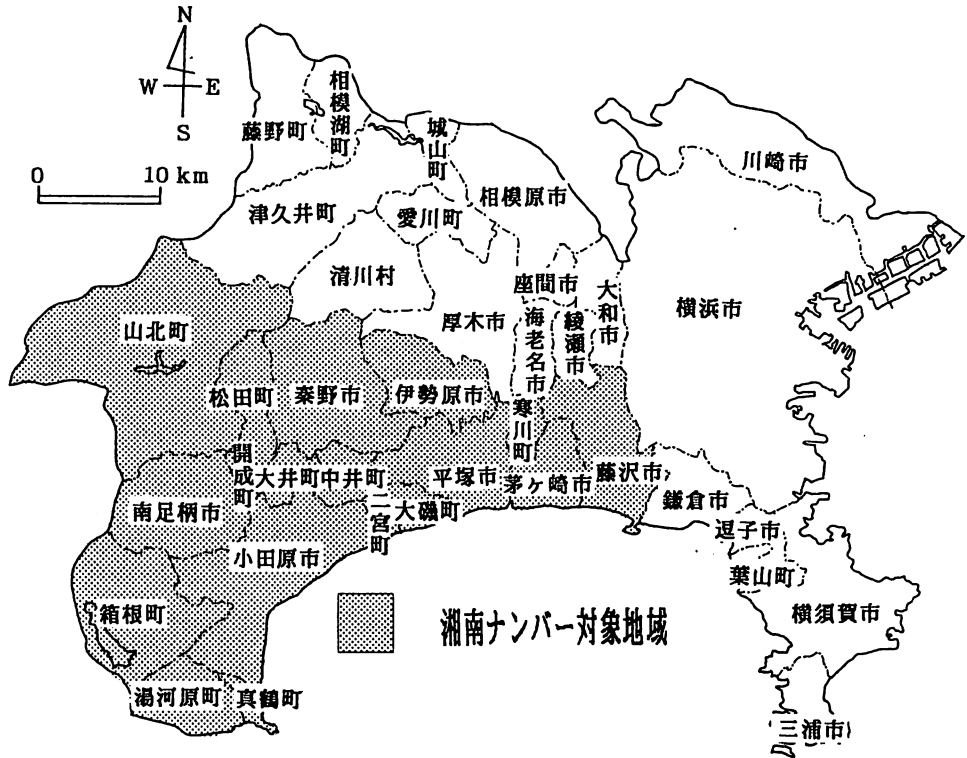 N
W E
S
0 10 km
藤野町
相模湖町
城山町
川崎市
津久井町
愛川町
相模原市
清川村
座間市
大和市
横浜市
厚木市
海老名市
綾瀬市
山北町
松田町
秦野市
伊勢原市
寒川町
開成町
大井町
中井町
平塚市
茅ヶ崎市
藤沢市
南足柄市
二宮町
大磯町
鎌倉市
逗子市
小田原市
葉山町
箱根町
横須賀市
湘南ナンバー対象地域
湯河原町
真鶴町
三浦市